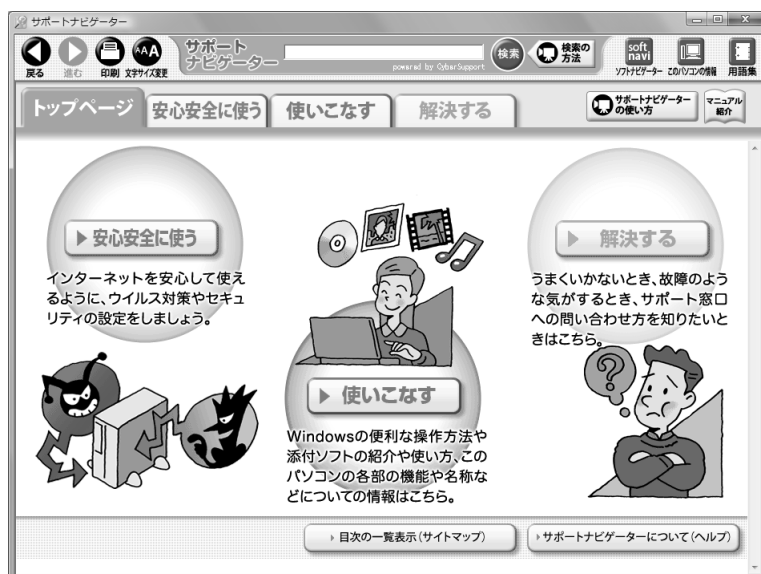 サポートナビゲーター
戻る
進む
印刷
AAA
文字サイズ変更
サポート
ナビゲーター
powered by CyberSupport
検索
検索の
方法
soft
navi
ソフトナビゲーター
このパソコンの情報
用語集
トップページ
安心安全に使う
使いこなす
解決する
サポートナビゲーター
の使い方
マニュアル
紹介
安心安全に使う
インターネットを安心して使え
るように、ウイルス対策やセキュ
リティの設定をしましょう。
使いこなす
Windowsの便利な操作方法や
添付ソフトの紹介や使い方、この
パソコンの各部の機能や名称な
どについての情報はこちら。
解決する
うまくいかないとき、故障のよう
な気がするとき、サポート窓口
への問い合わせ方を知りたいと
きはこちら。
?
目次の一覧表示(サイトマップ)
サポートナビゲーターについて(ヘルプ)